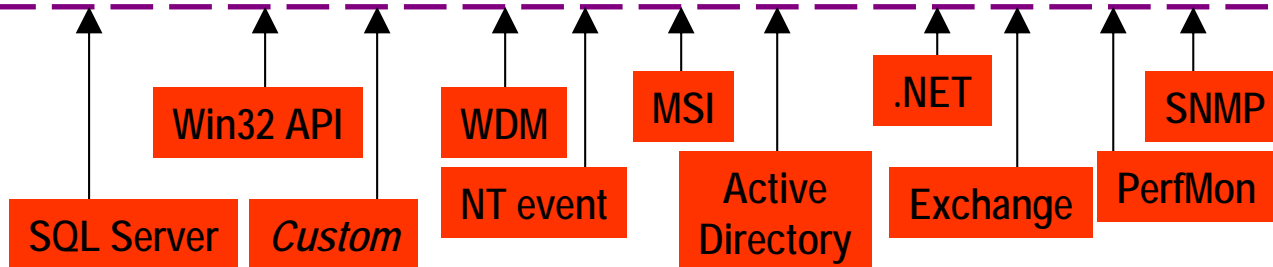 .NET
MSI
SNMP
Win32 API
WDM
NT event
Active
Directory
Exchange
PerfMon
SQL Server
Custom